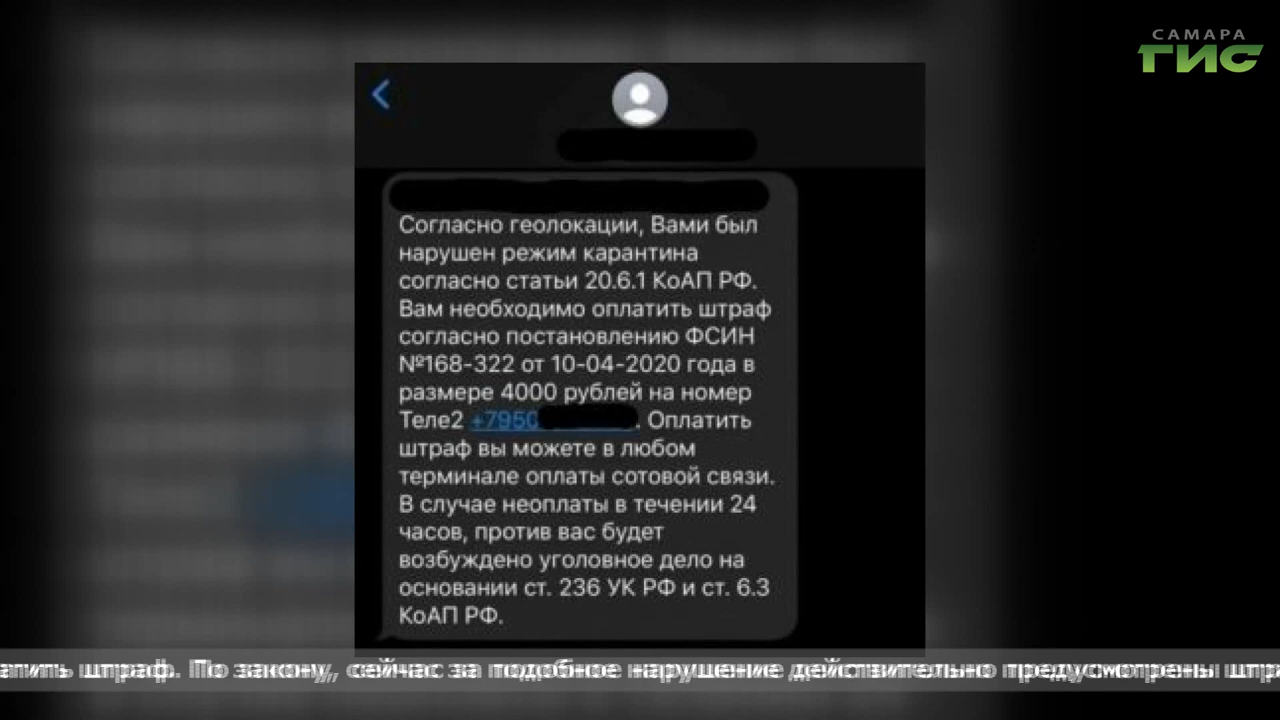 САМАРА
ГИС
Согласно геолокации, Вами был
нарушен режим карантина
согласно статьи 20.6.1 КоАП РФ.
Вам необходимо оплатить штраф
согласно постановлению ФСИН
№168-322 от 10-04-2020 года в
размере 4000 рублей на номер
Теле2 +7950 . Оплатить
штраф вы можете в любом
терминале оплаты сотовой связи.
В случае неоплаты в течении 24
часов, против вас будет
возбуждено уголовное дело на
основании ст. 236 УК РФ и ст. 6.3
КоАП РФ.
штраф. По закону, сейчас за подобное нарушение действительно предусмотрены